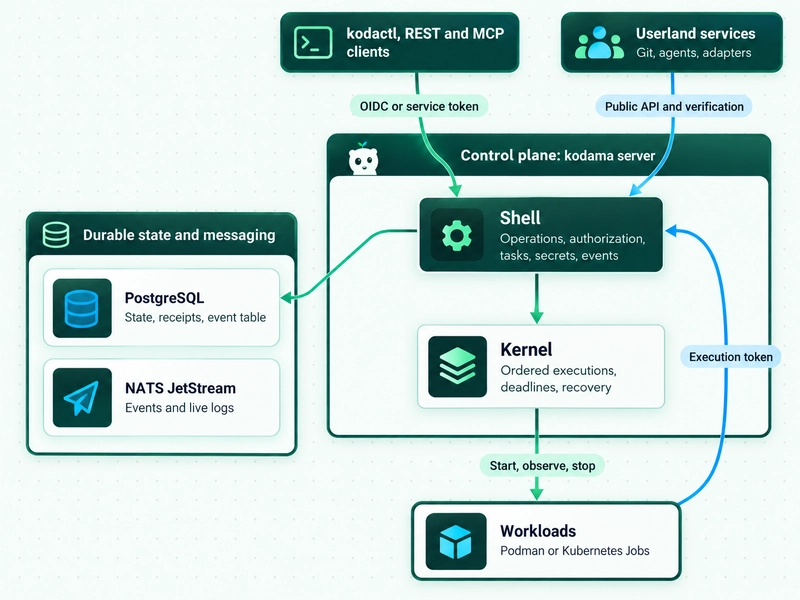 kodactl, REST and MCP
clients
Userland services
Git, agents, adapters
OIDC or service token
Public API and verification
Control plane: kodama server
Shell
Operations, authorization,
tasks, secrets, events
Durable state and messaging
PostgreSQL
State, receipts, event table
NATS JetStream
Events and live logs
Kernel
Ordered executions,
deadlines, recovery
Execution token
Start, observe, stop
Workloads
Podman or Kubernetes Jobs